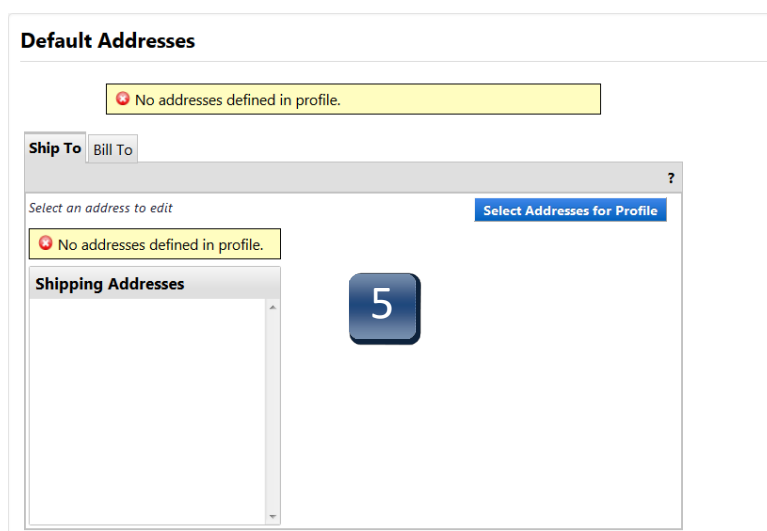 Default Addresses
No addresses defined in profile.
Ship To Bill To
?
Select an address to edit
Select Addresses for Profile
No addresses defined in profile.
Shipping Addresses
5